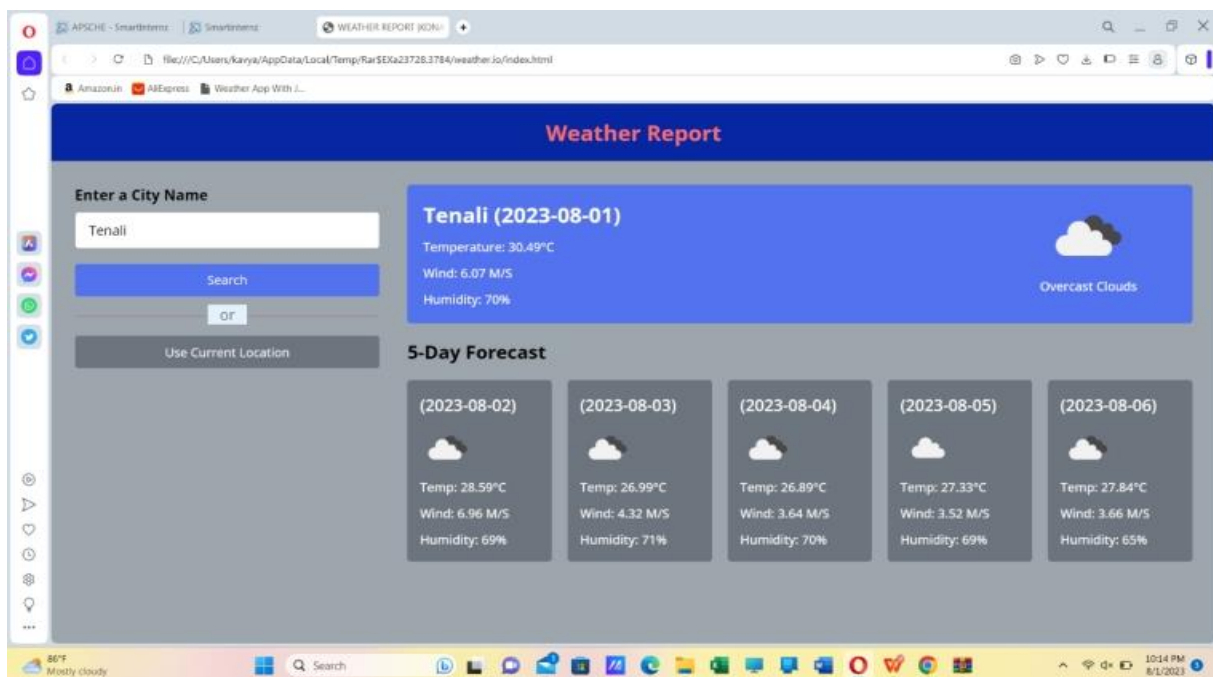 APSCHE - Smartinternz
Smartinternz
WEATHER REPORT
file:///C:/Users/kavya/AppData/Local/Temp/Rar$EXa23728.3784/weather.io/index.html
Amazon.in
AliExpress
Weather App With J...
Weather Report
Enter a City Name
Tenali
Search
or
Use Current Location
Tenali (2023-08-01)
Temperature: 30.49°C
Wind: 6.07 M/S
Humidity: 70%
Overcast Clouds
5-Day Forecast
(2023-08-02)
Temp: 28.59°C
Wind: 6.96 M/S
Humidity: 69%
(2023-08-03)
Temp: 26.99°C
Wind: 4.32 M/S
Humidity: 71%
(2023-08-04)
Temp: 26.89°C
Wind: 3.64 M/S
Humidity: 70%
(2023-08-05)
Temp: 27.33°C
Wind: 3.52 M/S
Humidity: 69%
(2023-08-06)
Temp: 27.84°C
Wind: 3.66 M/S
Humidity: 65%
86°F
Mostly cloudy
Search
10:14 PM
8/1/2023